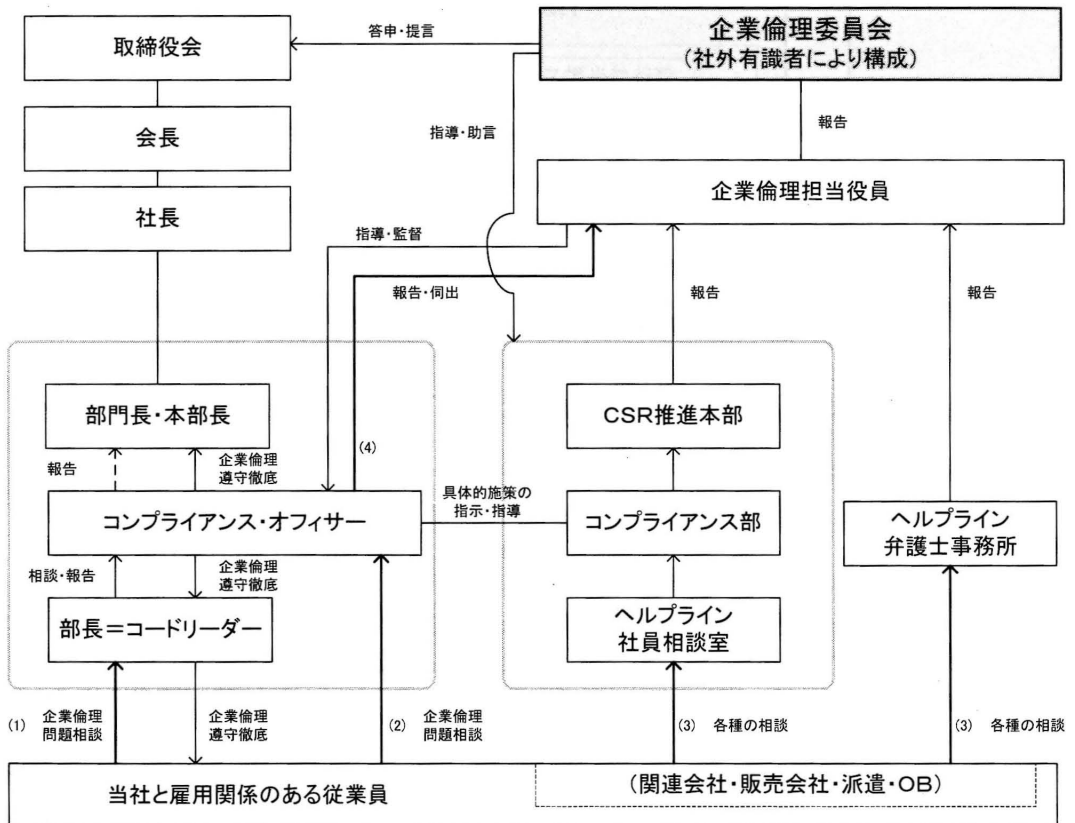 企業倫理委員会
(社外有識者により構成)
答申・提言
取締役会
会長
社長
指導・助言
報告
企業倫理担当役員
指導・監督
報告・伺出
報告
報告
部門長・本部長
報告
企業倫理
遵守徹底
(4)
コンプライアンス・オフィサー
相談・報告
企業倫理
遵守徹底
部長=コードリーダー
具体的施策の
指示・指導
CSR推進本部
コンプライアンス部
ヘルプライン
社員相談室
ヘルプライン
弁護士事務所
(1) 企業倫理
問題相談
企業倫理
遵守徹底
(2) 企業倫理
問題相談
(3) 各種の相談
(3) 各種の相談
当社と雇用関係のある従業員
(関連会社・販売会社・派遣・OB)